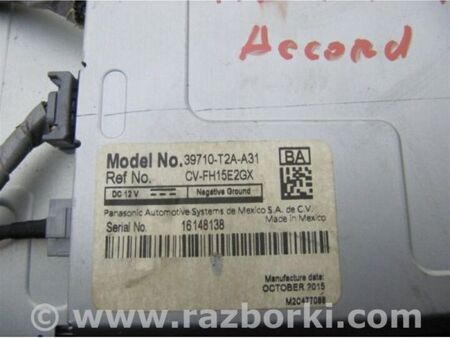 Accord
Model No. 39710-T2A-A31
BA
Ref No. CV-FH15E2GX
DC 12 V
Negative Ground
Panasonic Automotive Systems de Mexico S.A. de C.V.
Made in Mexico
Serial No. 16148138
Manufacture date:
OCTOBER 2015
M2C477088
www.razborki.com